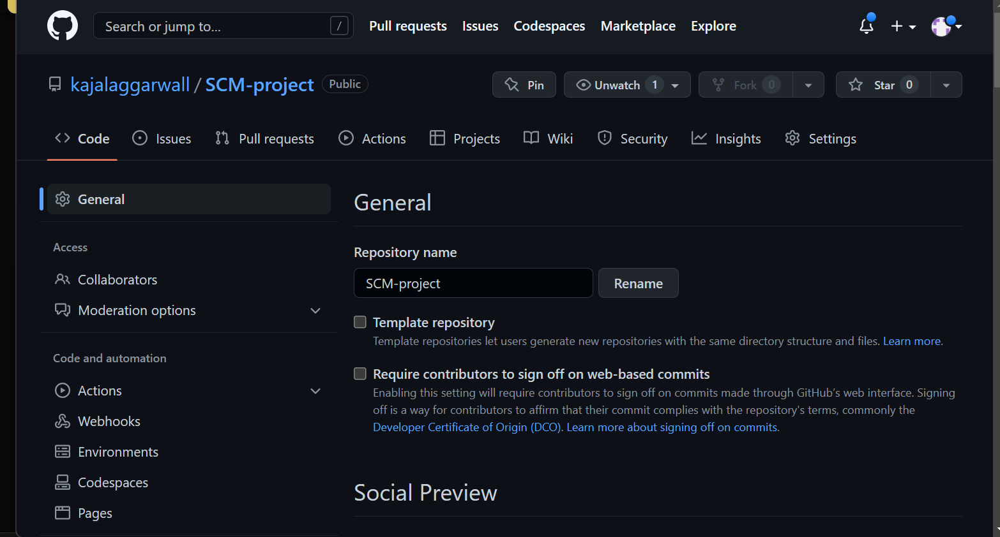 Search or jump to... / Pull requests Issues Codespaces Marketplace Explore
kajalaggarwall / SCM-project Public Pin Unwatch 1 Fork 0 Star 0
Code Issues Pull requests Actions Projects Wiki Security Insights Settings
General
Access
Collaborators
Moderation options
Code and automation
Actions
Webhooks
Environments
Codespaces
Pages
General
Repository name
SCM-project Rename
Template repository
Template repositories let users generate new repositories with the same directory structure and files. Learn more.
Require contributors to sign off on web-based commits
Enabling this setting will require contributors to sign off on commits made through GitHub’s web interface. Signing
off is a way for contributors to affirm that their commit complies with the repository's terms, commonly the
Developer Certificate of Origin (DCO). Learn more about signing off on commits.
Social Preview